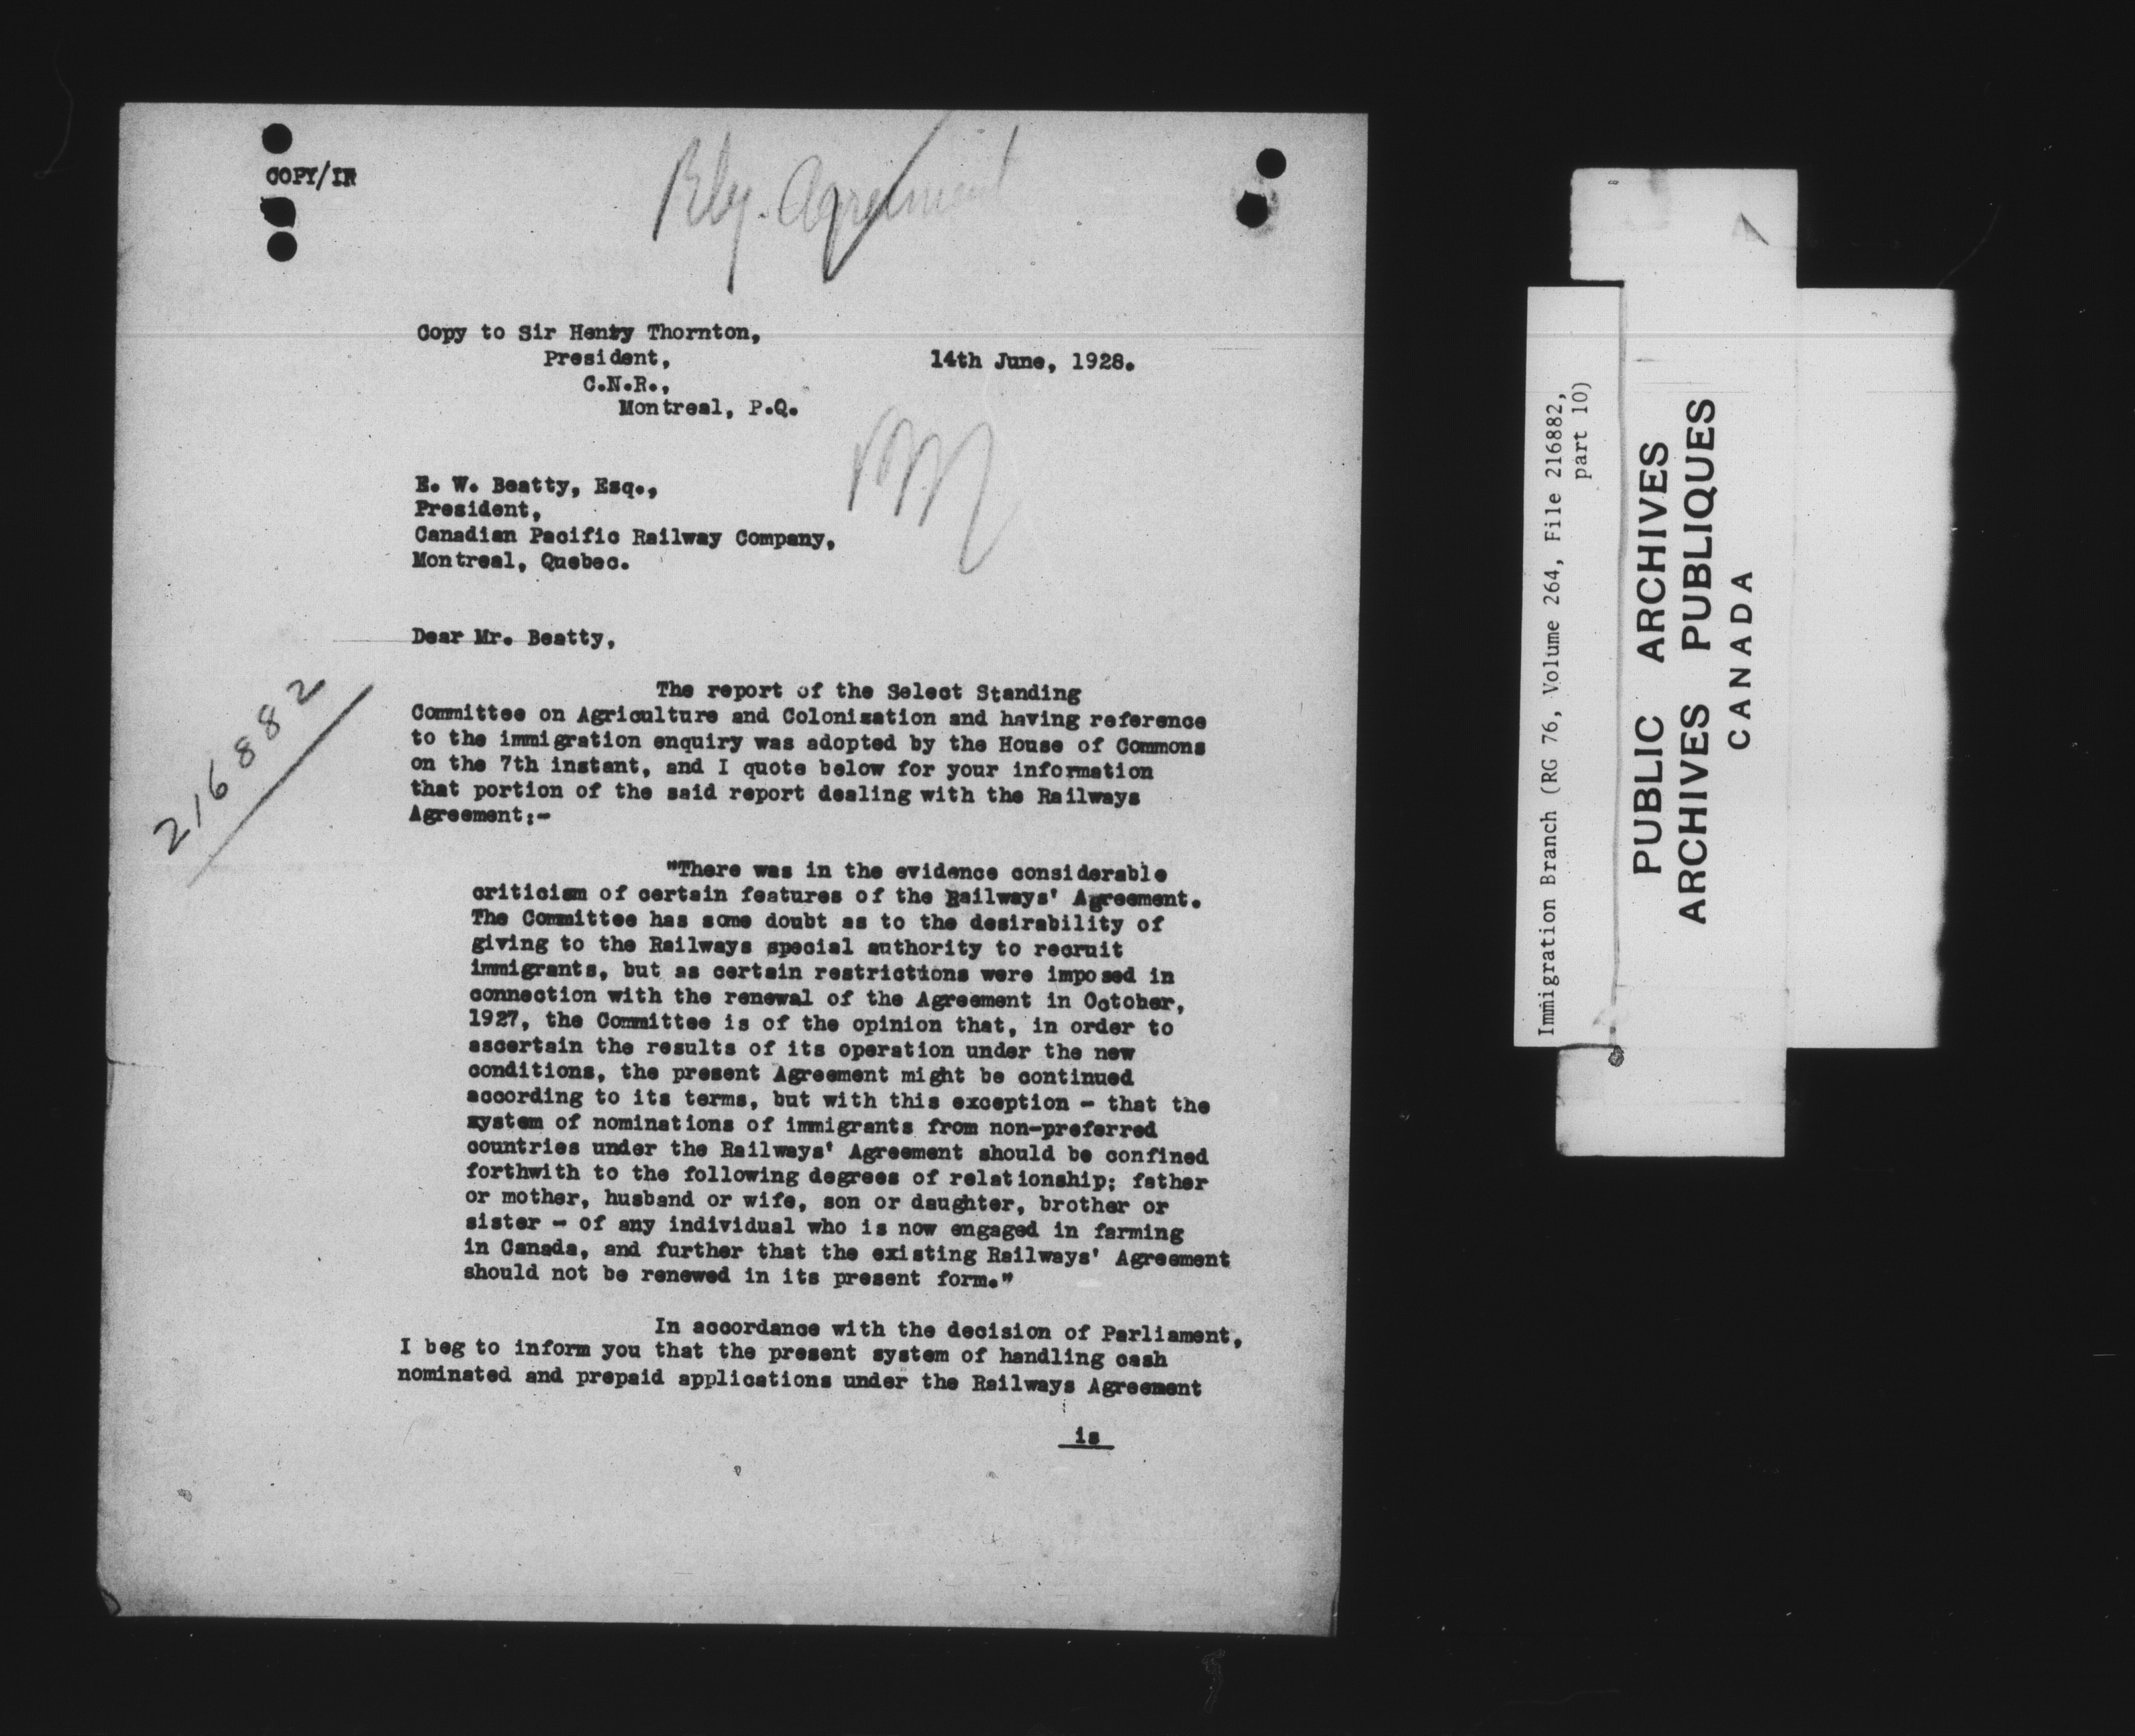 COPY/IR
Rly. Agreement
Copy to Sir Henry Thornton,
President,
C.N.R.,
Montreal, P.Q.
14th June, 1928.
E. W. Beatty, Esq.,
President,
Canadian Pacific Railway Company,
Montreal, Quebec.
Dear Mr. Beatty,
216882
The report of the Select Standing
Committee on Agriculture and Colonization and having reference
to the immigration enquiry was adopted by the House of Commons
on the 7th instant, and I quote below for your information
that portion of the said report dealing with the Railways
Agreement:-
"There was in the evidence considerable
criticism of certain features of the Railways' Agreement.
The Committee has some doubt as to the desirability of
giving to the Railways special authority to recruit
immigrants, but as certain restrictions were imposed in
connection with the renewal of the Agreement in October,
1927, the Committee is of the opinion that, in order to
ascertain the results of its operation under the new
conditions, the present Agreement might be continued
according to its terms, but with this exception - that the
system of nominations of immigrants from non-preferred
countries under the Railways' Agreement should be confined
forthwith to the following degrees of relationship; father
or mother, husband or wife, son or daughter, brother or
sister - of any individual who is now engaged in farming
in Canada, and further that the existing Railways' Agreement
should not be renewed in its present form."
In accordance with the decision of Parliament,
I beg to inform you that the present system of handling cash
nominated and prepaid applications under the Railways Agreement
is
Immigration Branch (RG 76, Volume 264, File 216882,
part 10)
PUBLIC ARCHIVES
ARCHIVES PUBLIQUES
CANADA